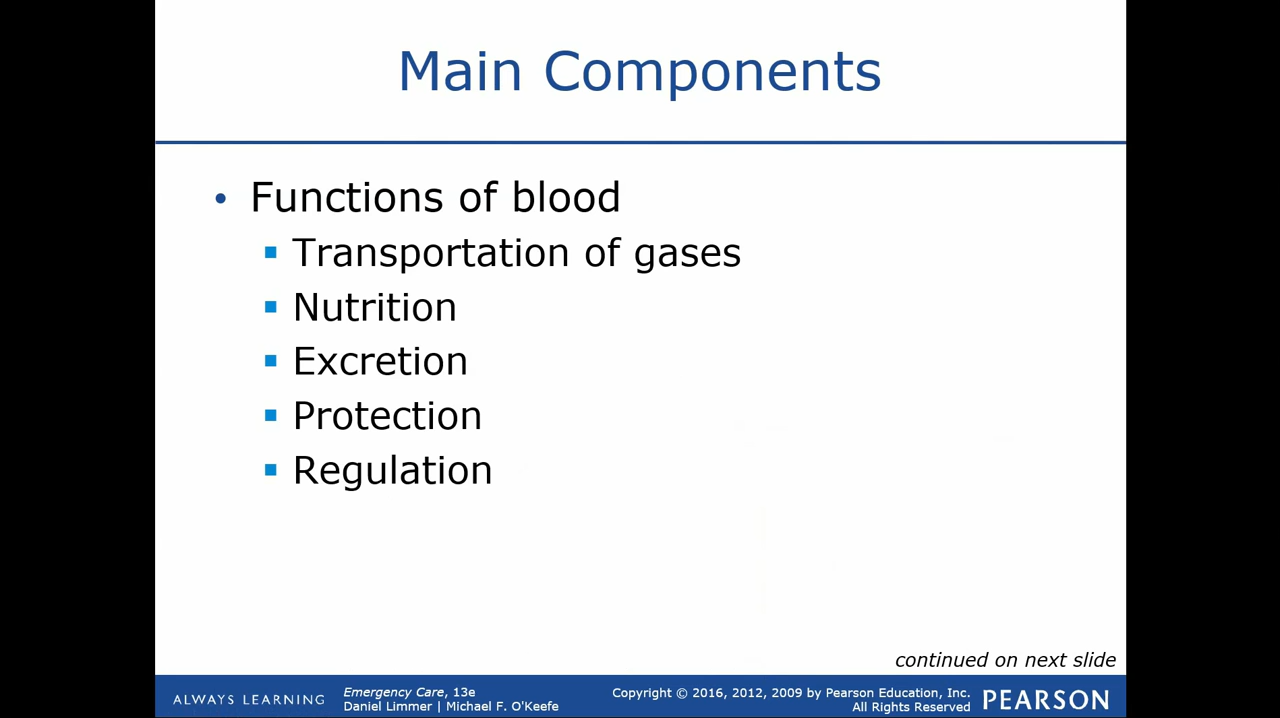 Main Components
• Functions of blood
▪ Transportation of gases
▪ Nutrition
▪ Excretion
▪ Protection
▪ Regulation
continued on next slide
ALWAYS LEARNING
Emergency Care, 13e
Daniel Limmer | Michael F. O'Keefe
Copyright © 2016, 2012, 2009 by Pearson Education, Inc.
All Rights Reserved
PEARSON